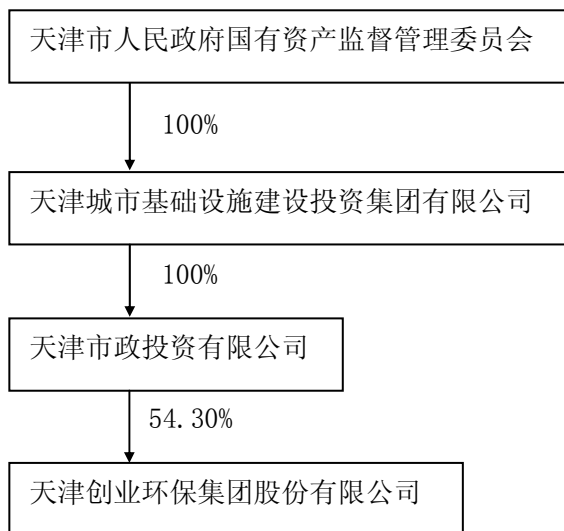 天津市人民政府国有资产监督管理委员会
100%
天津城市基础设施建设投资集团有限公司
100%
天津市政投资有限公司
54.30%
天津创业环保集团股份有限公司